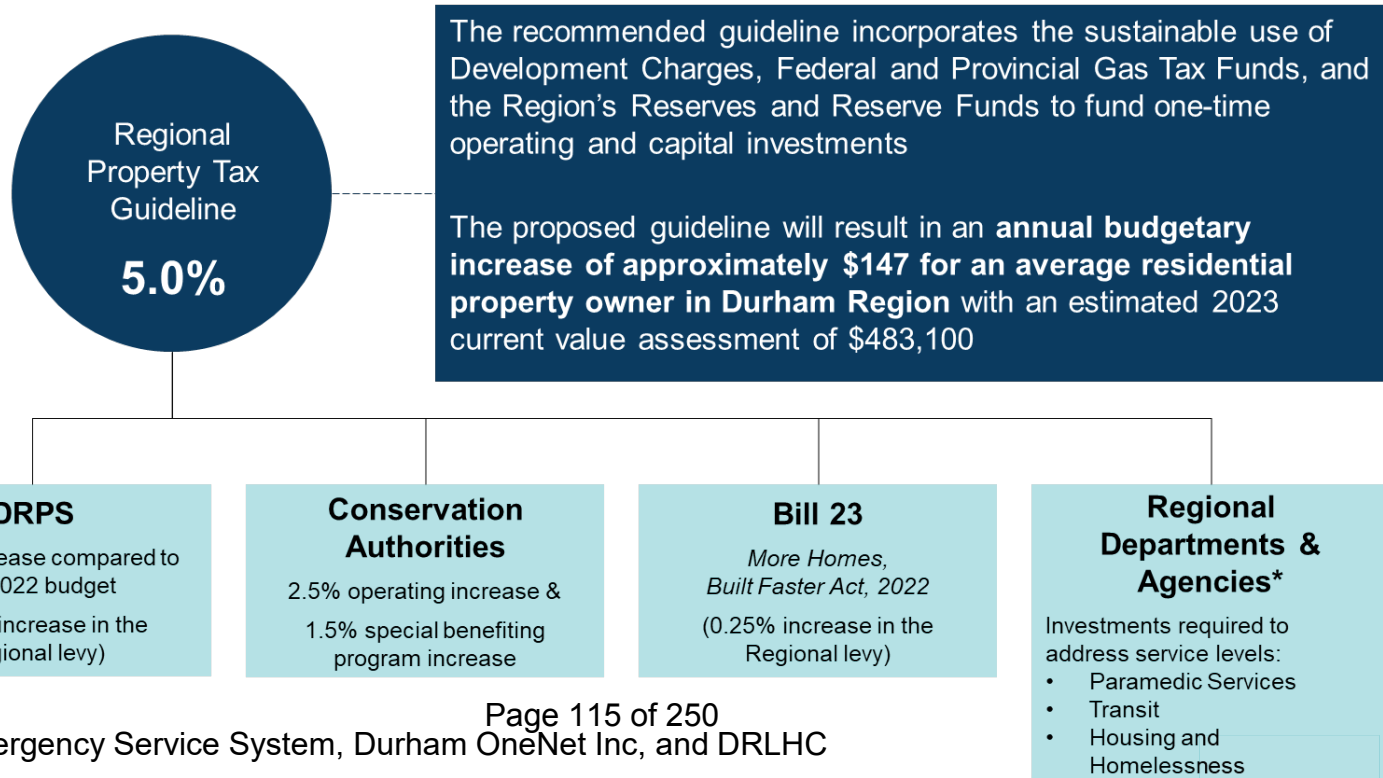 Regional
Property Tax
Guideline
5.0%
The recommended guideline incorporates the sustainable use of
Development Charges, Federal and Provincial Gas Tax Funds, and
the Region's Reserves and Reserve Funds to fund one-time
operating and capital investments
The proposed guideline will result in an annual budgetary
increase of approximately $147 for an average residential
property owner in Durham Region with an estimated 2023
current value assessment of $483,100
DRPS
ease compared to
022 budget
increase in the
ional levy)
Conservation
Authorities
2.5% operating increase &
1.5% special benefiting
program increase
Bill 23
More Homes,
Built Faster Act, 2022
(0.25% increase in the
Regional levy)
Regional
Departments &
Agencies*
Investments required to
address service levels:
• Paramedic Services
• Transit
• Housing and
Homelessness
Page 115 of 250
ergency Service System, Durham OneNet Inc, and DRLHC